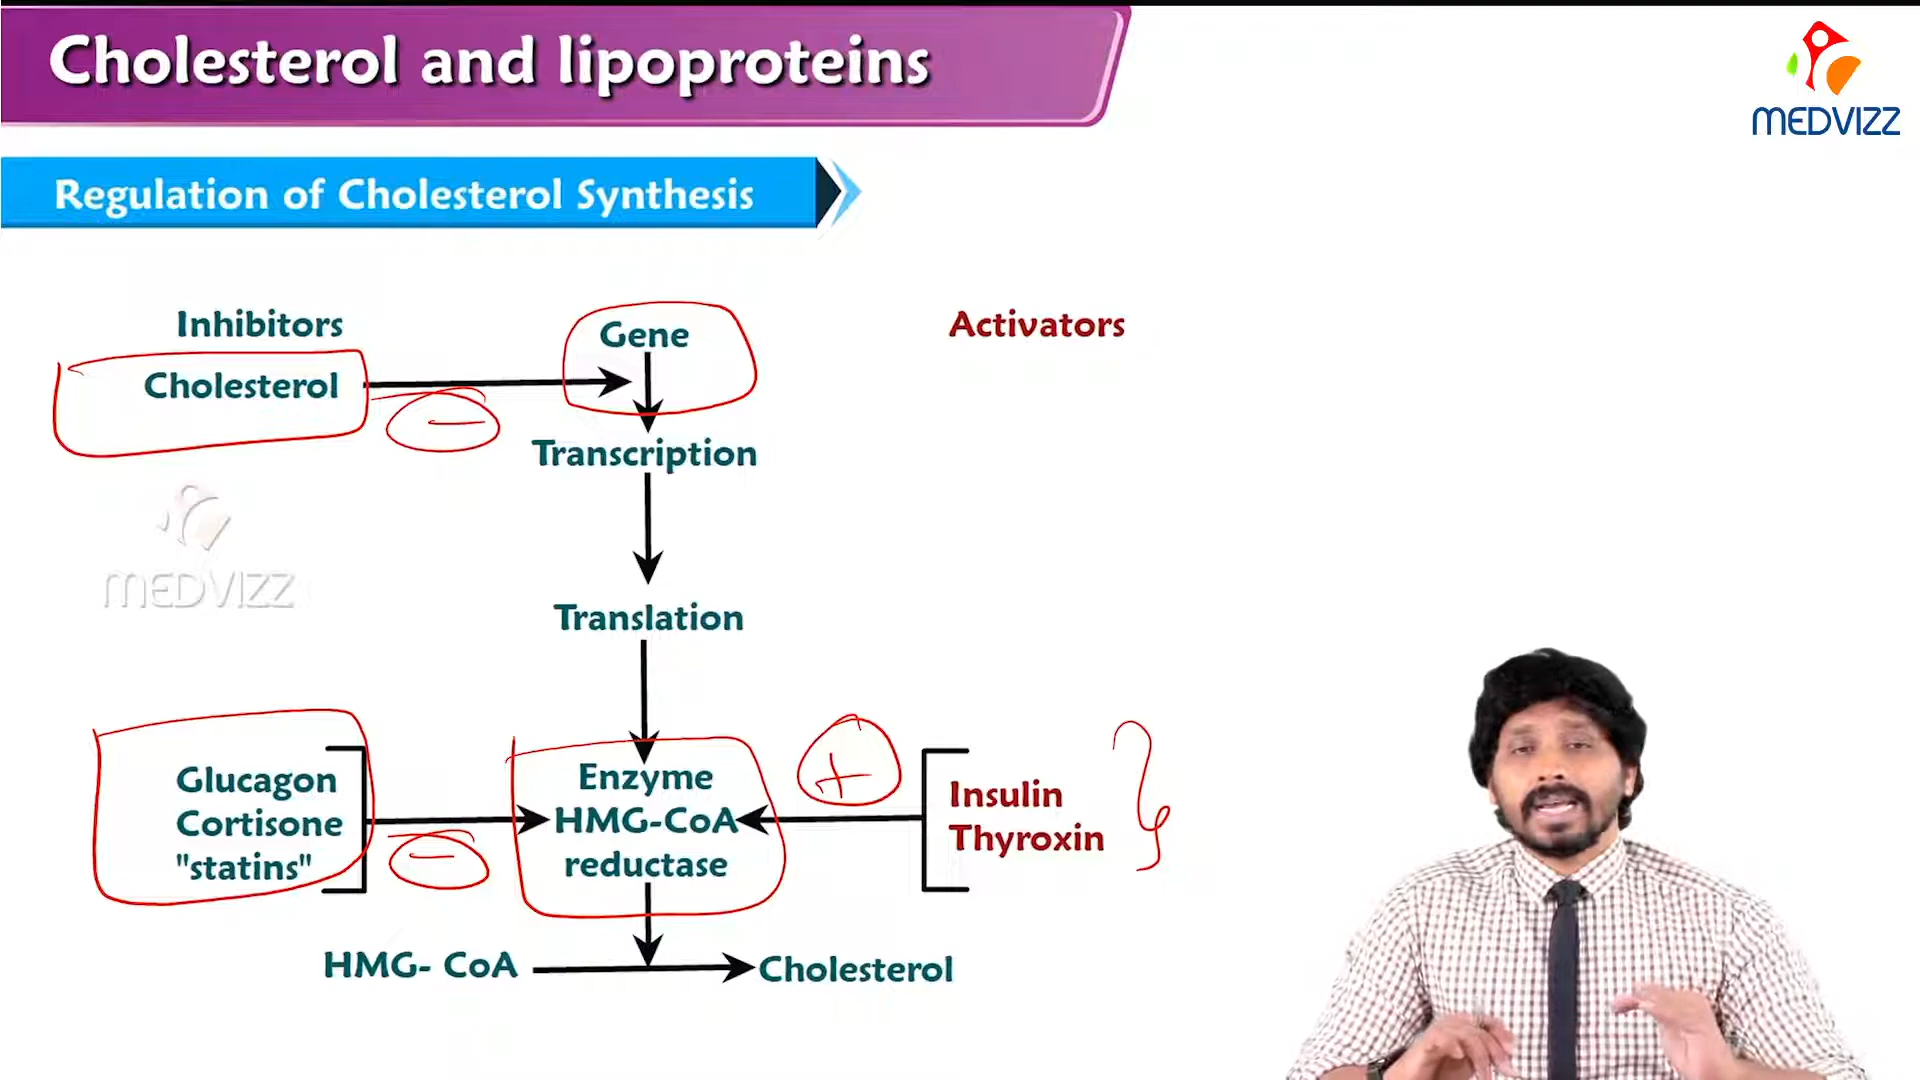 Cholesterol and lipoproteins
MEDVIZZ
Regulation of Cholesterol Synthesis
Inhibitors
Gene
Activators
Cholesterol
−
Transcription
MEDVIZZ
Translation
Glucagon
Cortisone
"statins"
−
Enzyme
HMG-CoA
reductase
+
Insulin
Thyroxin
HMG- CoA
Cholesterol